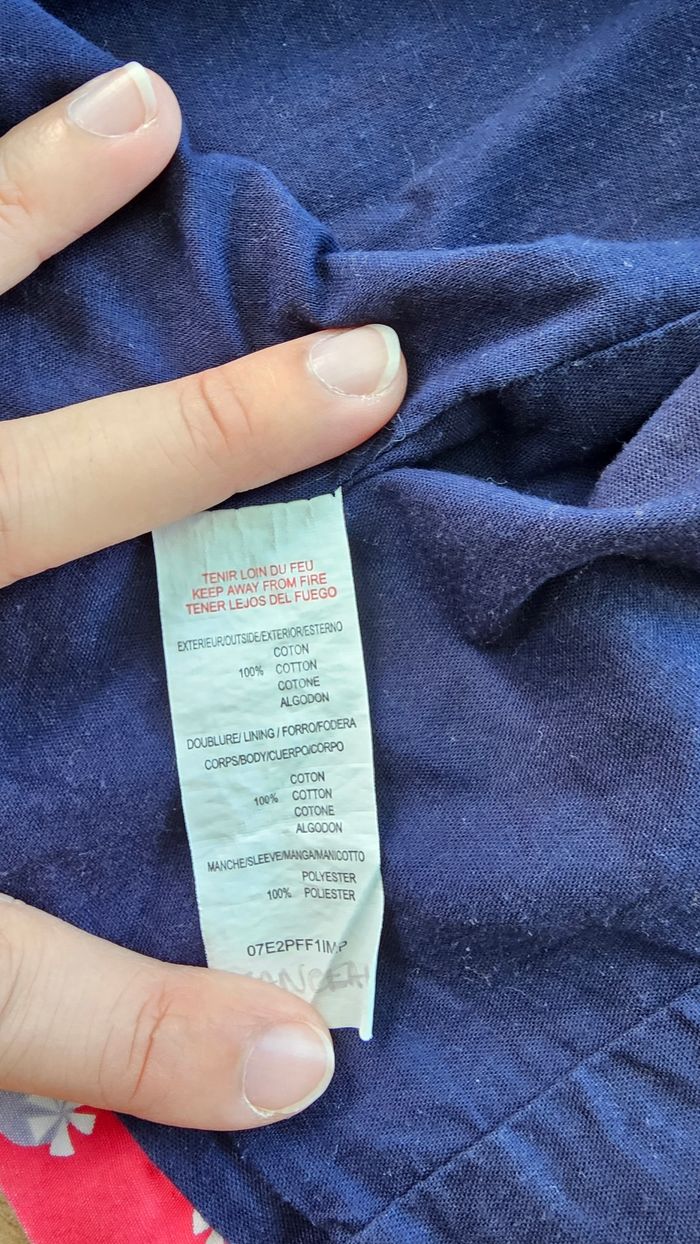 TENIR LOIN DU FEU
KEEP AWAY FROM FIRE
TENER LEJOS DEL FUEGO
EXTERIEUR/OUTSIDE/EXTERIOR/ESTERNO
COTON
100% COTTON
COTONE
ALGODON
DOUBLURE/ LINING / FORRO/FODERA
CORPS/BODY/CUERPO/CORPO
COTON
100% COTTON
COTONE
ALGODON
MANCHE/SLEEVE/MANGA/MANICOTTO
POLYESTER
100% POLIESTER